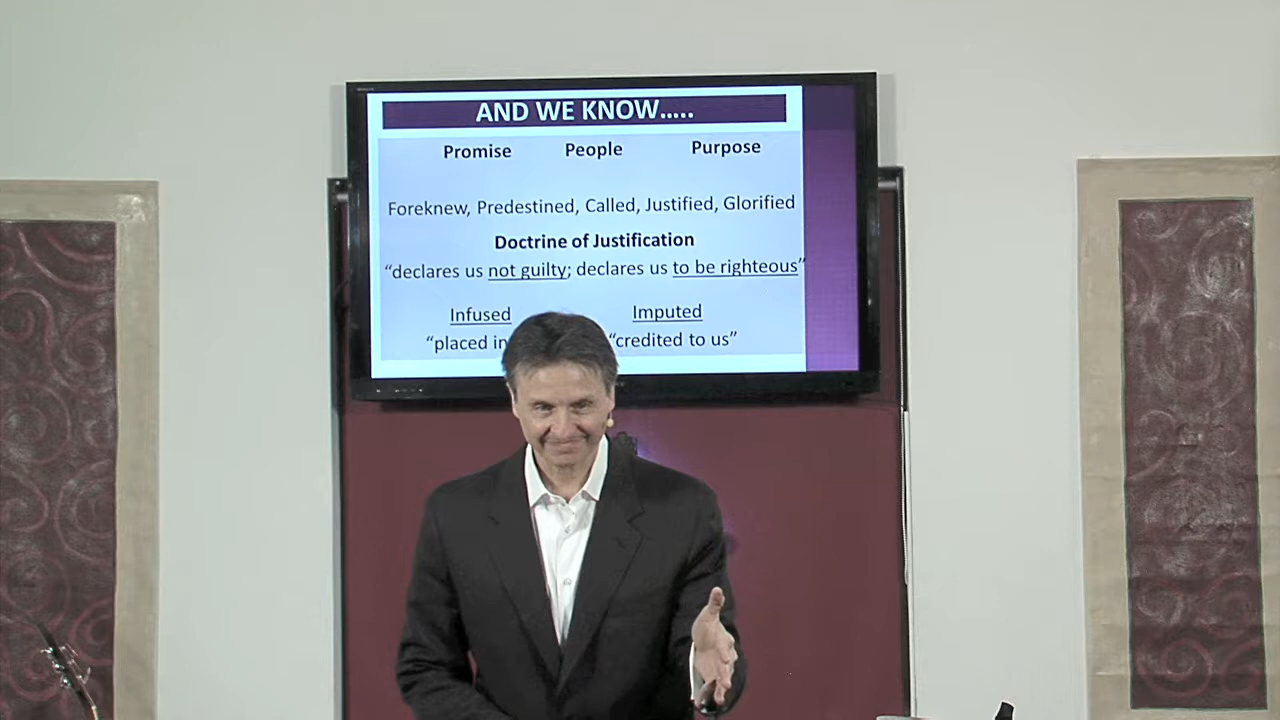 AND WE KNOW.....
Promise People Purpose
Foreknew, Predestined, Called, Justified, Glorified
Doctrine of Justification
“declares us not guilty; declares us to be righteous”
Infused Imputed
“placed in “credited to us”